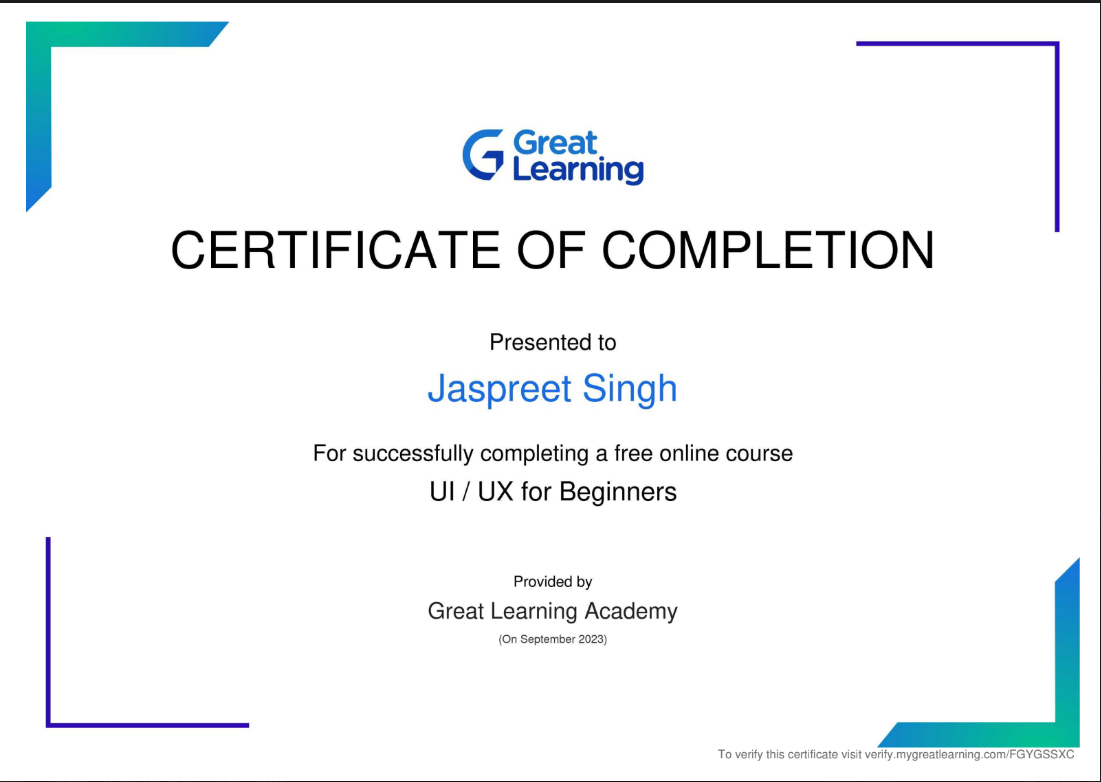 Great
Learning
CERTIFICATE OF COMPLETION
Presented to
Jaspreet Singh
For successfully completing a free online course
UI / UX for Beginners
Provided by
Great Learning Academy
(On September 2023)
To verify this certificate visit verify.mygreatlearning.com/FGYGSSXC